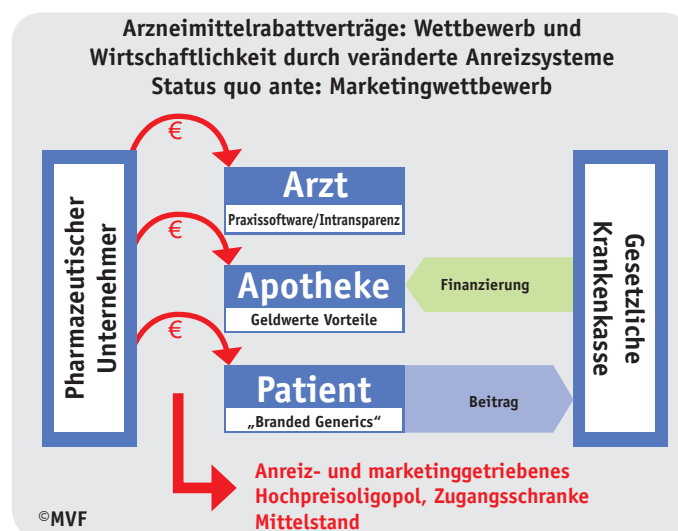 Arzneimittelrabattverträge: Wettbewerb und
Wirtschaftlichkeit durch veränderte Anreizsysteme
Status quo ante: Marketingwettbewerb
Pharmazeutischer
Unternehmer
€
Arzt
Praxissoftware/Intransparenz
€
Apotheke
Geldwerte Vorteile
Finanzierung
€
Patient
„Branded Generics“
Beitrag
Gesetzliche
Krankenkasse
Anreiz- und marketinggetriebenes
Hochpreisoligopol, Zugangsschranke
Mittelstand
©MVF